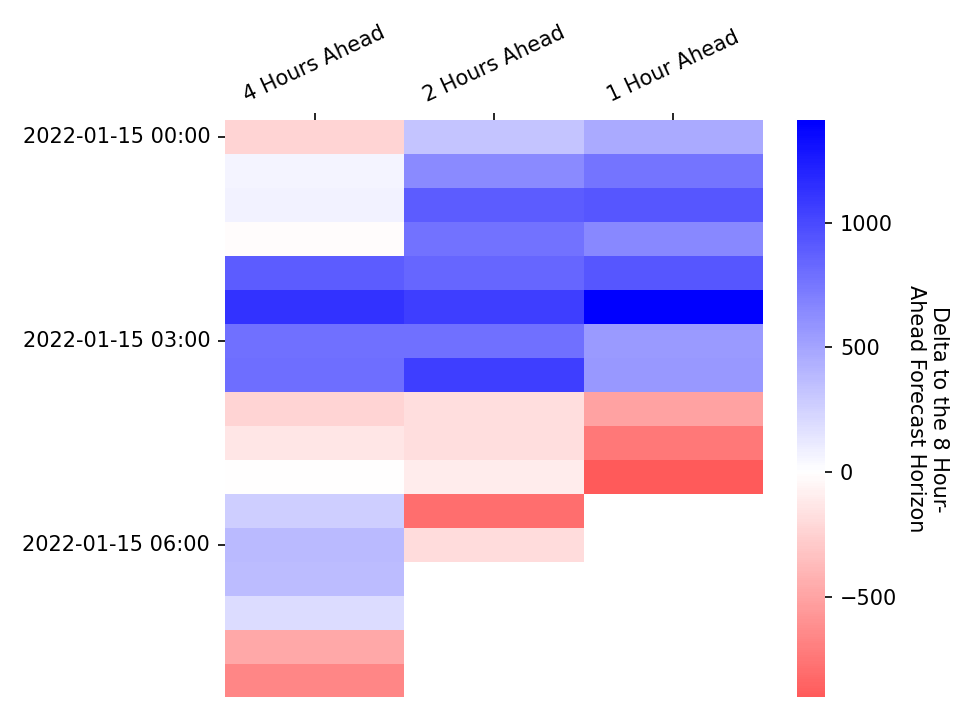 4 Hours Ahead
2 Hours Ahead
1 Hour Ahead
2022-01-15 00:00
2022-01-15 03:00
2022-01-15 06:00
1000
500
0
−500
Delta to the 8 Hour-
Ahead Forecast Horizon